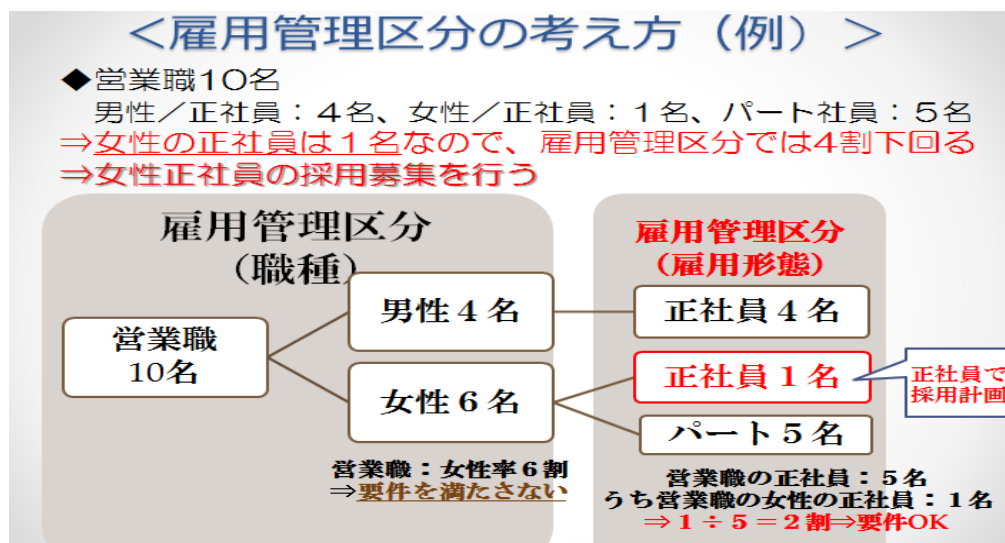 ＜雇用管理区分の考え方（例）＞
◆営業職10名
男性／正社員：４名、女性／正社員：１名、パート社員：５名
⇒女性の正社員は１名なので、雇用管理区分では4割下回る
⇒女性正社員の採用募集を行う
雇用管理区分
（職種）
営業職
10名
男性４名
女性６名
営業職：女性率６割
⇒要件を満たさない
雇用管理区分
（雇用形態）
正社員４名
正社員１名
パート５名
正社員で
採用計画
営業職の正社員：５名
うち営業職の女性の正社員：１名
⇒１÷５＝２割⇒要件OK